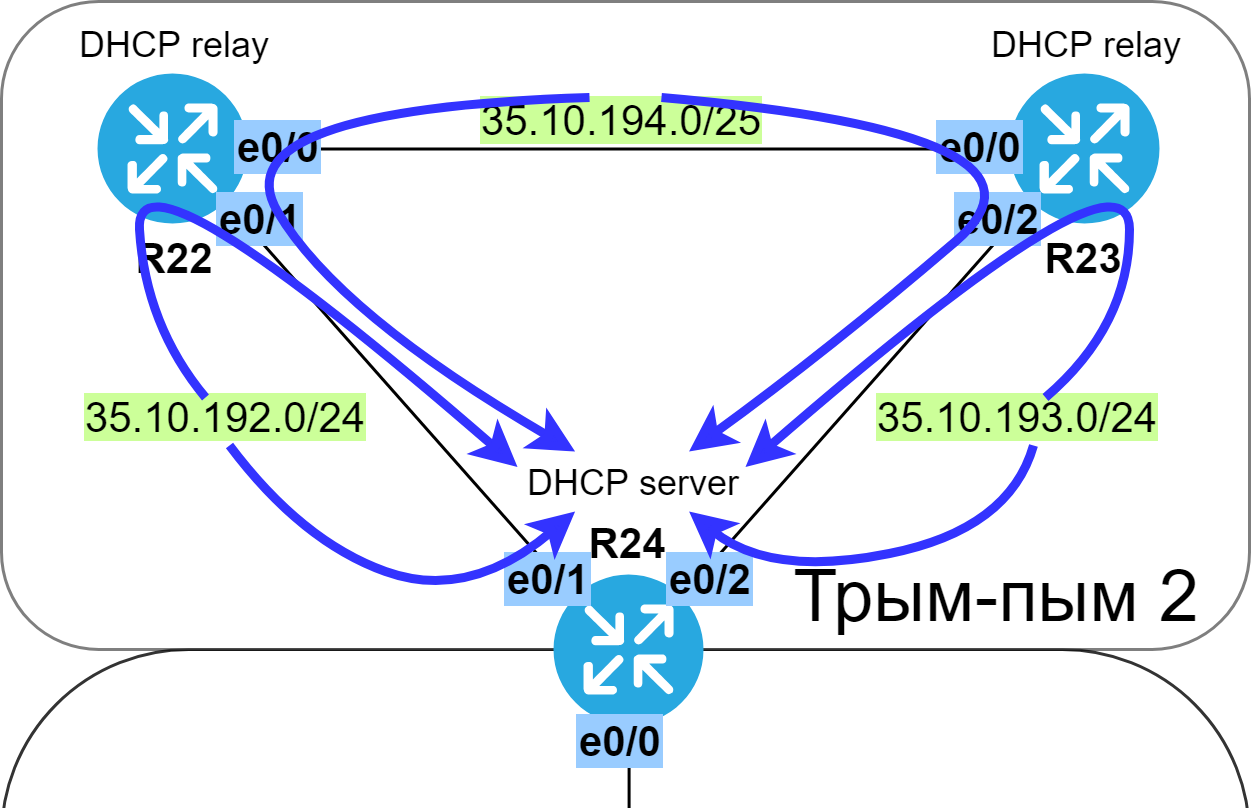 DHCP relay
DHCP relay
35.10.194.0/25
e0/0
e0/0
e0/1
e0/2
R22
R23
35.10.192.0/24
35.10.193.0/24
DHCP server
R24
e0/1
e0/2
Трым-пым 2
e0/0